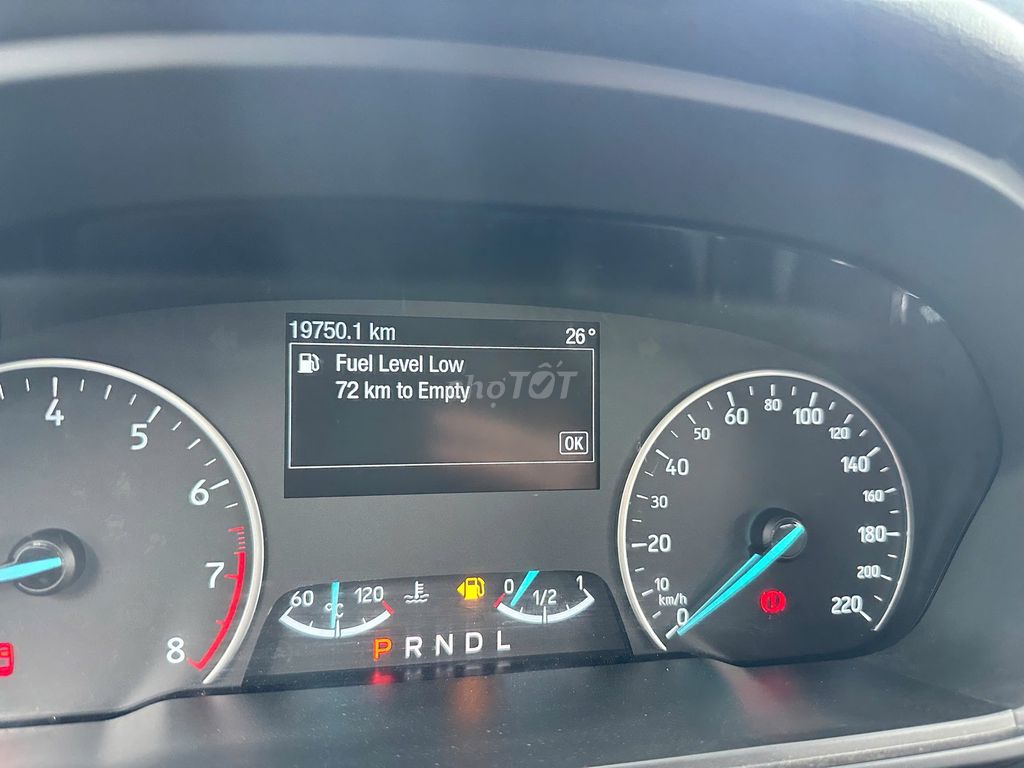 19750.1 km 26°
Fuel Level Low
72 km to Empty
chợTỐT
OK
4
5
6
7
8
60 °C 120
0 1/2 1
P R N D L
0
10
20
30
40
50
60
80
100
120
140
160
180
200
220
km/h